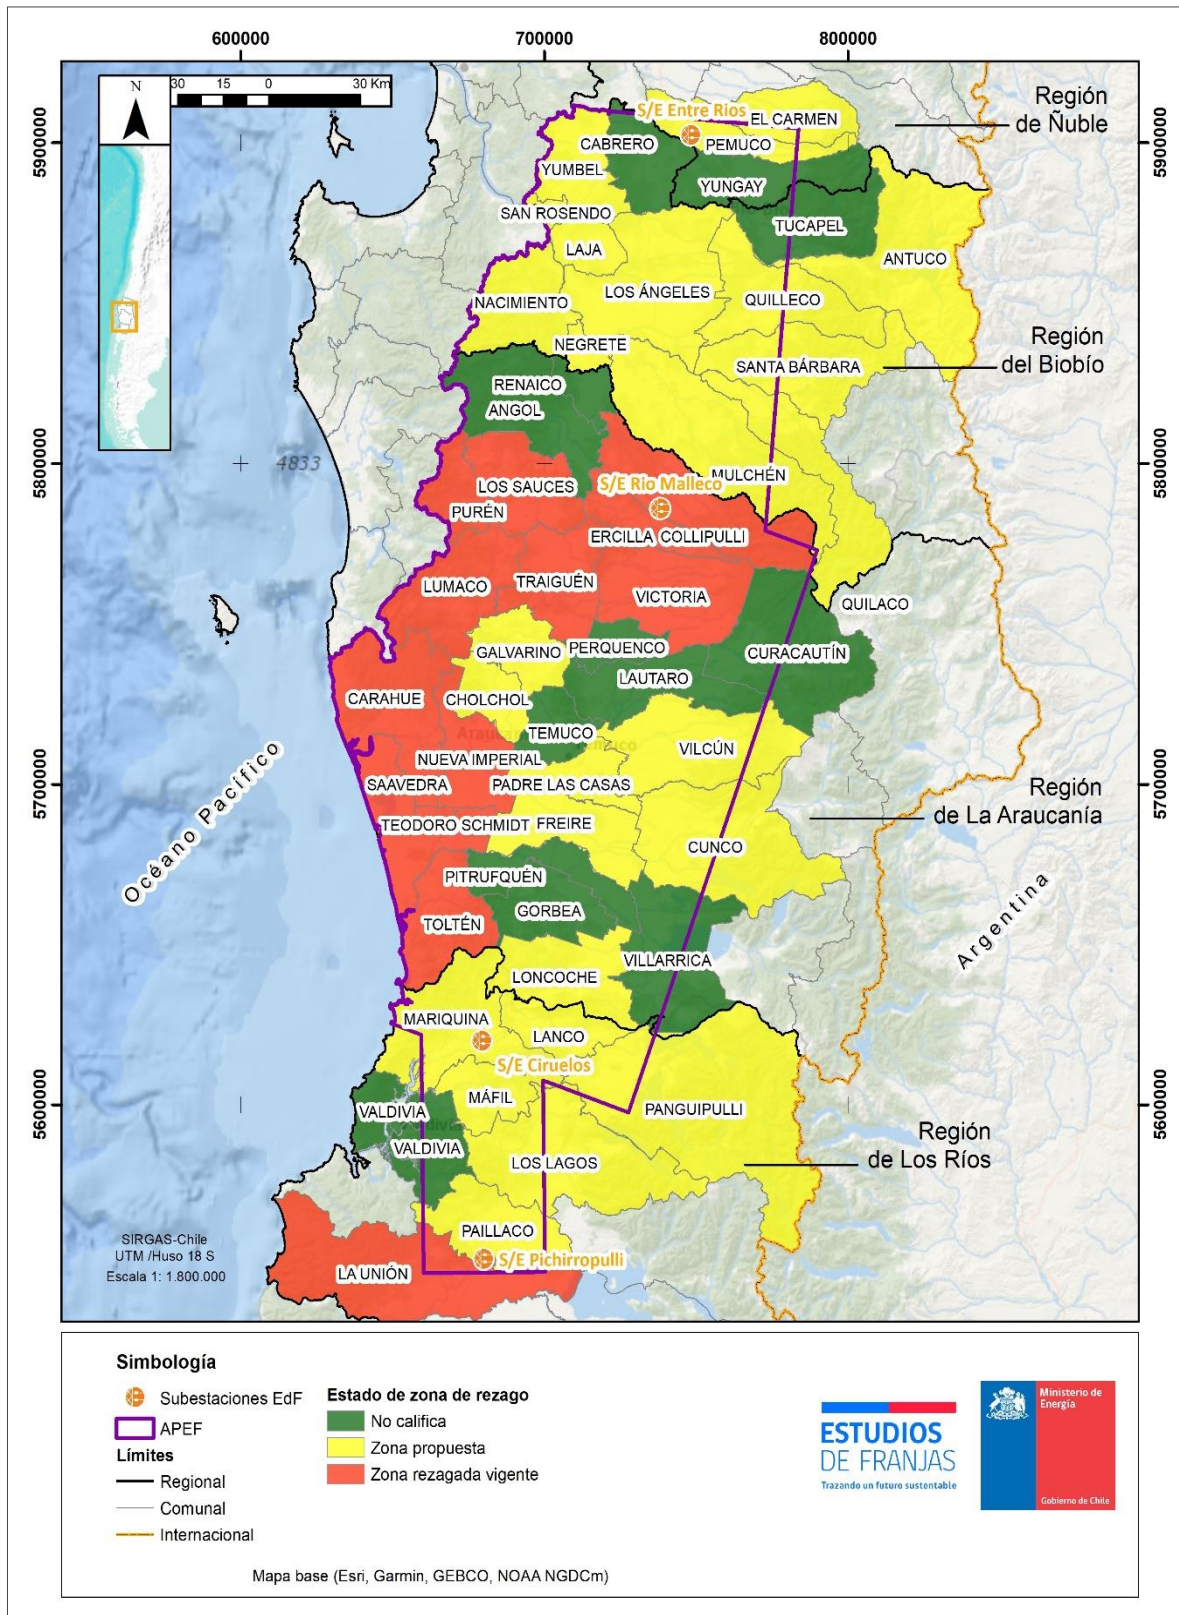 600000
700000
800000
N
30
15
0
30 Km
S/E Entre Rios
EL CARMEN
Región
de Ñuble
5900000
5900000
CABRERO
PEMUCO
YUMBEL
YUNGAY
SAN ROSENDO
TUCAPEL
LAJA
ANTUCO
LOS ÁNGELES
NACIMIENTO
QUILLECO
NEGRETE
Región
del Biobío
SANTA BÁRBARA
RENAICO
ANGOL
5800000
5800000
4833
MULCHÉN
LOS SAUCES
S/E Rio Malleco
PURÉN
ERCILLA
COLLIPULLI
LUMACO
TRAIGUÉN
VICTORIA
QUILACO
GALVARINO
PERQUENCO
CURACAUTÍN
LAUTARO
CARAHUE
CHOLCHOL
TEMUCO
VILCÚN
NUEVA IMPERIAL
5700000
5700000
SAAVEDRA
PADRE LAS CASAS
Región
de La Araucanía
TEODORO SCHMIDT
FREIRE
CUNCO
Océano Pacífico
Argentina
PITRUFQUÉN
GORBEA
TOLTÉN
VILLARRICA
LONCOCHE
MARIQUINA
LANCO
S/E Ciruelos
5600000
5600000
MÁFIL
VALDIVIA
PANGUIPULLI
VALDIVIA
Región
de Los Ríos
LOS LAGOS
PAILLACO
SIRGAS-Chile
UTM /Huso 18 S
Escala 1: 1.800.000
LA UNIÓN
S/E Pichirropulli
Simbología
Subestaciones EdF
APEF
Límites
Regional
Comunal
Internacional
Estado de zona de rezago
No califica
Zona propuesta
Zona rezagada vigente
ESTUDIOS
DE FRANJAS
Trazando un futuro sustentable
Ministerio de
Energía
Gobierno de Chile
Mapa base (Esri, Garmin, GEBCO, NOAA NGDCm)